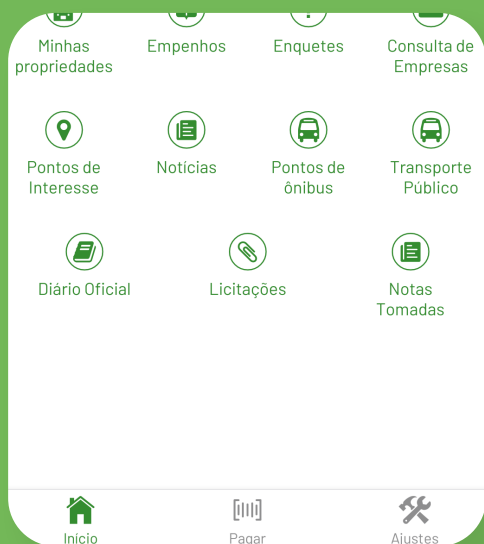 Minhas
propriedades
Empenhos
Enquetes
Consulta de
Empresas
Pontos de
Interesse
Notícias
Pontos de
ônibus
Transporte
Público
Diário Oficial
Licitações
Notas
Tomadas
Início
Pagar
Ajustes